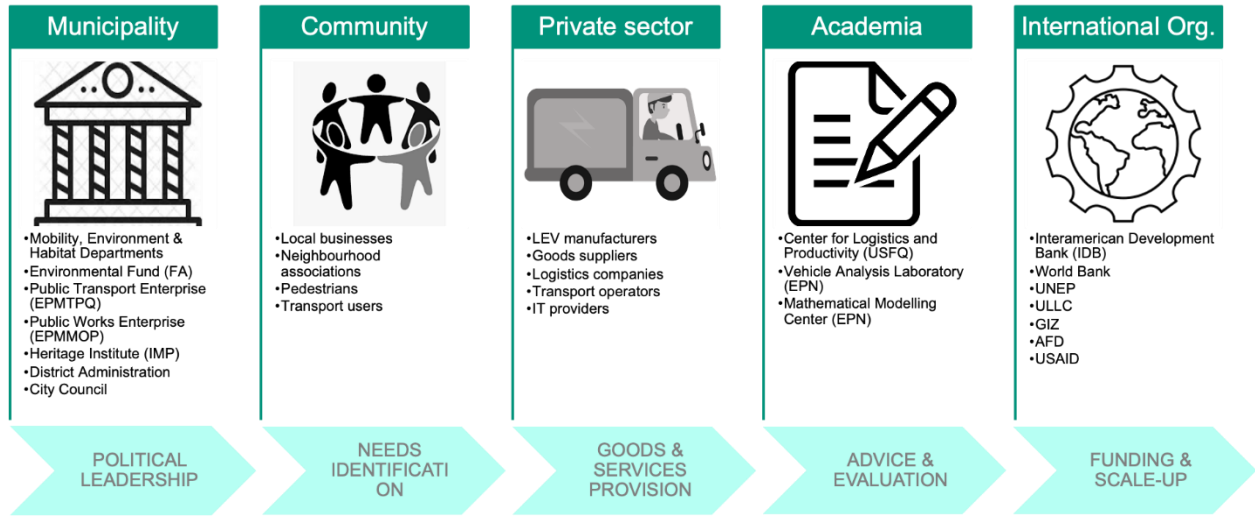 Municipality
•Mobility, Environment &
Habitat Departments
•Environmental Fund (FA)
•Public Transport Enterprise
(EPMTPQ)
•Public Works Enterprise
(EPMMOP)
•Heritage Institute (IMP)
•District Administration
•City Council
POLITICAL
LEADERSHIP
Community
•Local businesses
•Neighbourhood
associations
•Pedestrians
•Transport users
NEEDS
IDENTIFICATI
ON
Private sector
•LEV manufacturers
•Goods suppliers
•Logistics companies
•Transport operators
•IT providers
GOODS &
SERVICES
PROVISION
Academia
•Center for Logistics and
Productivity (USFQ)
•Vehicle Analysis Laboratory
(EPN)
•Mathematical Modelling
Center (EPN)
ADVICE &
EVALUATION
International Org.
•Interamerican Development
Bank (IDB)
•World Bank
•UNEP
•ULLC
•GIZ
•AFD
•USAID
FUNDING &
SCALE-UP